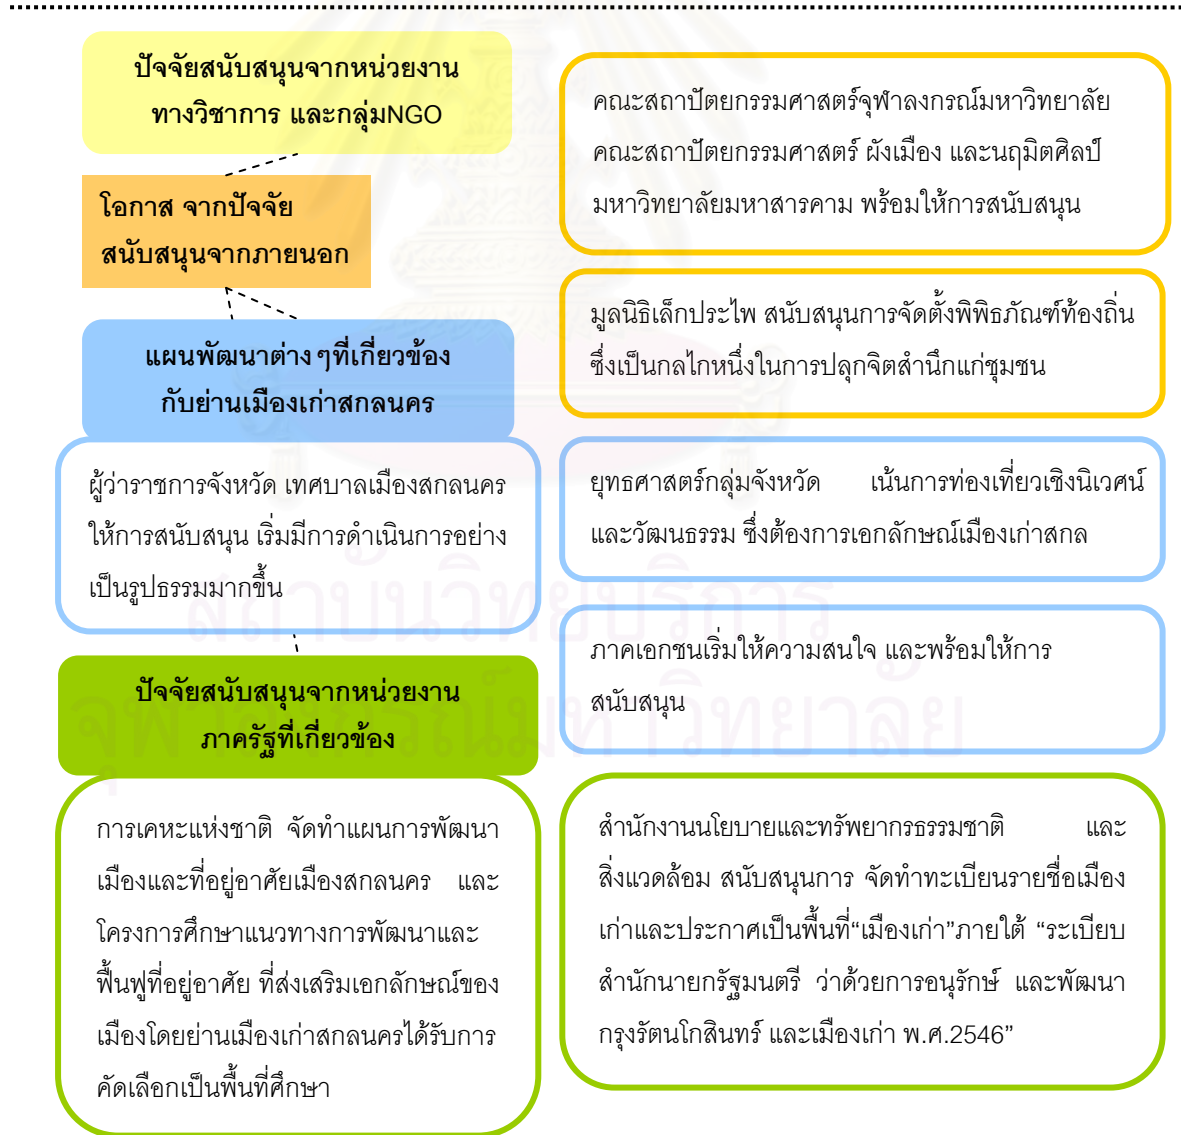 ปัจจัยสนับสนุนจากหน่วยงาน
ทางวิชาการ และกลุ่มNGO
คณะสถาปัตยกรรมศาสตร์จุฬาลงกรณ์มหาวิทยาลัย
คณะสถาปัตยกรรมศาสตร์ ผังเมือง และนฤมิตศิลป์
มหาวิทยาลัยมหาสารคาม พร้อมให้การสนับสนุน
โอกาส จากปัจจัย
สนับสนุนจากภายนอก
มูลนิธิเล็กประไพ สนับสนุนการจัดตั้งพิพิธภัณฑ์ท้องถิ่น
ซึ่งเป็นกลไกหนึ่งในการปลุกจิตสำนึกแก่ชุมชน
แผนพัฒนาต่าง ๆที่เกี่ยวข้อง
กับย่านเมืองเก่าสกลนคร
ผู้ว่าราชการจังหวัด เทศบาลเมืองสกลนคร
ให้การสนับสนุน เริ่มมีการดำเนินการอย่าง
เป็นรูปธรรมมากขึ้น
ยุทธศาสตร์กลุ่มจังหวัด เน้นการท่องเที่ยวเชิงนิเวศน์
และวัฒนธรรม ซึ่งต้องการเอกลักษณ์เมืองเก่าสกล
ภาคเอกชนเริ่มให้ความสนใจ และพร้อมให้การ
สนับสนุน
ปัจจัยสนับสนุนจากหน่วยงาน
ภาครัฐที่เกี่ยวข้อง
การเคหะแห่งชาติ จัดทำแผนการพัฒนา
เมืองและที่อยู่อาศัยเมืองสกลนคร และ
โครงการศึกษาแนวทางการพัฒนาและ
ฟื้นฟูที่อยู่อาศัย ที่ส่งเสริมเอกลักษณ์ของ
เมืองโดยย่านเมืองเก่าสกลนครได้รับการ
คัดเลือกเป็นพื้นที่ศึกษา
สำนักงานนโยบายและทรัพยากรธรรมชาติ และ
สิ่งแวดล้อม สนับสนุนการ จัดทำทะเบียนรายชื่อเมือง
เก่าและประกาศเป็นพื้นที่“เมืองเก่า”ภายใต้ “ระเบียบ
สำนักนายกรัฐมนตรี ว่าด้วยการอนุรักษ์ และพัฒนา
กรุงรัตนโกสินทร์ และเมืองเก่า พ.ศ.2546”
สถาบันวิทยบริการ
จุฬาลงกรณ์มหาวิทยาลัย